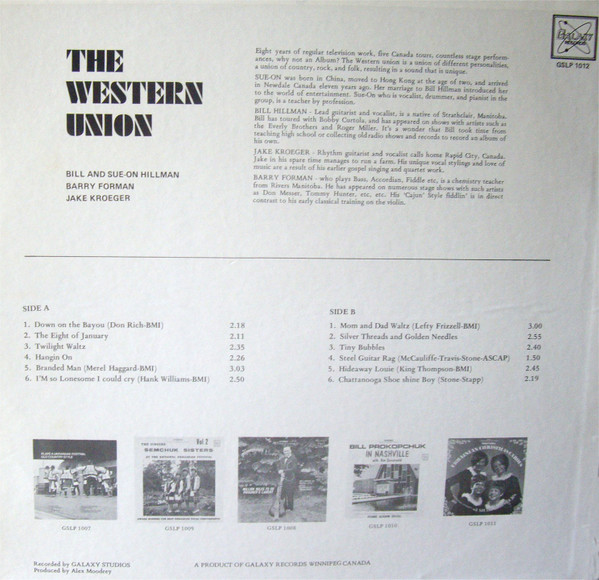 THE
WESTERN
UNION
BILL AND SUE-ON HILLMAN
BARRY FORMAN
JAKE KROEGER
GALAXY
RECORDS
GSLP 1012
Eight years of regular television work, five Canada tours, countless stage perform-
ances, why not an Album? The Western union is a union of different personalities,
a union of country, rock, and folk, resulting in a sound that is unique.
SUE-ON was born in China, moved to Hong Kong at the age of two, and arrived
in Newdale Canada eleven years ago. Her marriage to Bill Hillman introduced her
to the world of entertainment. Sue-On who is vocalist, drummer, and pianist in the
group, is a teacher by profession.
BILL HILLMAN - Lead guitarist and vocalist, is a native of Strathclair, Manitoba.
Bill has toured with Bobby Curtola, and has appeared on shows with artists such as
the Everly Brothers and Roger Miller. It's a wonder that Bill took time from
teaching high school or collecting old radio shows and records to record an album of
his own.
JAKE KROEGER - Rhythm guitarist and vocalist calls home Rapid City, Canada.
Jake in his spare time manages to run a farm. His unique vocal stylings and love of
music are a result of his earlier gospel singing and quartet work.
BARRY FORMAN - who plays Bass, Accordian, Fiddle etc, is a chemistry teacher
from Rivers Manitoba. He has appeared on numerous stage shows with such artists
as Don Messer, Tommy Hunter, etc, etc. His 'Cajun' Style fiddlin' is in direct
contrast to his early classical training on the violin.
SIDE A
1. Down on the Bayou (Don Rich-BMI) 2.18
2. The Eight of January 2.11
3. Twilight Waltz 2.35
4. Hangin On 2.26
5. Branded Man (Merel Haggard-BMI) 3.03
6. I'M so Lonesome I could cry (Hank Williams-BMI) 2.50
SIDE B
1. Mom and Dad Waltz (Lefty Frizzell-BMI) 3.00
2. Silver Threads and Golden Needles 2.55
3. Tiny Bubbles 2.40
4. Steel Guitar Rag (McCauliffe-Travis-Stone-ASCAP) 1.50
5. Hideaway Louie (King Thompson-BMI) 2.45
6. Chattanooga Shoe shine Boy (Stone-Stapp) 2.19
Vol 2
SEMCHUK SISTERS
BILL PROKOPCHUK
IN NASHVILLE
GSLP 1007
GSLP 1009
GSLP 1008
GSLP 1010
GSLP 1011
Recorded by GALAXY STUDIOS
Produced by Alex Moodrey
A PRODUCT OF GALAXY RECORDS WINNIPEG CANADA